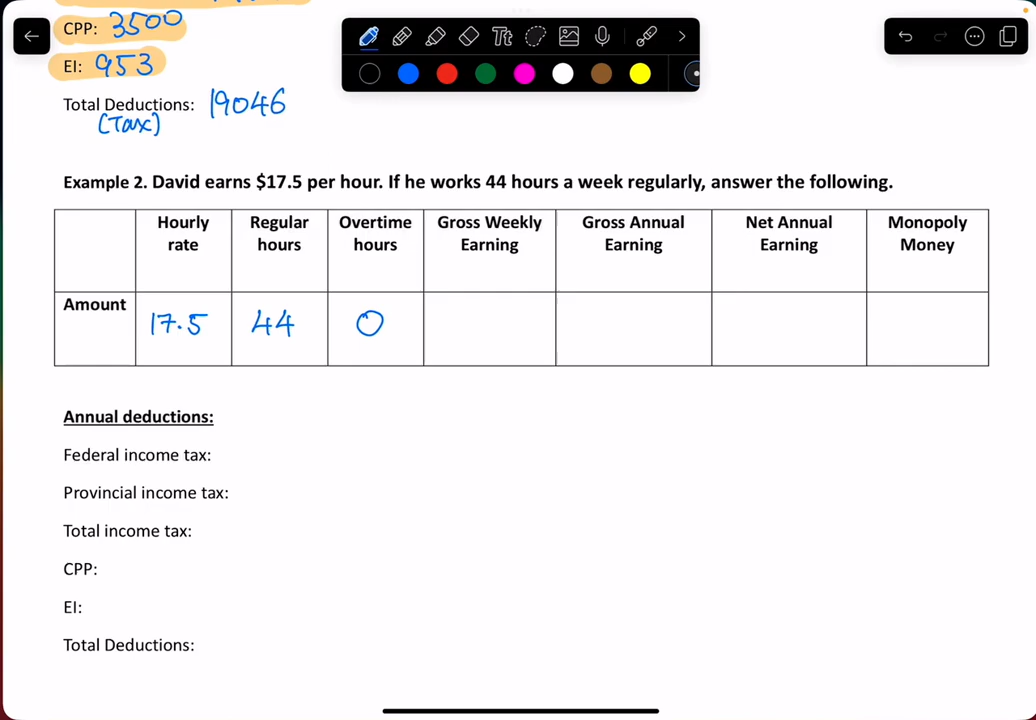 CPP: 3500
EI: 953
Total Deductions: 19046
(Tax)
Tt
Example 2. David earns $17.5 per hour. If he works 44 hours a week regularly, answer the following.
Hourly rate Regular hours Overtime hours Gross Weekly Earning Gross Annual Earning Net Annual Earning Monopoly Money
Amount 17.5 44 0
Annual deductions:
Federal income tax:
Provincial income tax:
Total income tax:
CPP:
EI:
Total Deductions: